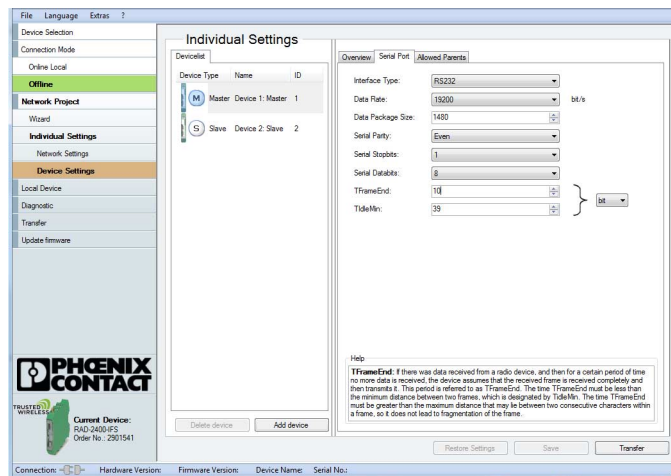 File Language Extras ?
Device Selection
Connection Mode
Online Local
Offline
Network Project
Wizard
Individual Settings
Network Settings
Device Settings
Local Device
Diagnostic
Transfer
Update firmware
PHOENIX
CONTACT
TRUSTED
WIRELESS
Current Device:
RAD-2400-IFS
Order No.: 2901541
Individual Settings
Devicelist
Device Type Name ID
M Master Device 1: Master 1
S Slave Device 2: Slave 2
Delete device Add device
Overview Serial Port Allowed Parents
Interface Type: RS232
Data Rate: 19200 bit/s
Data Package Size: 1480
Serial Parity: Even
Serial Stopbits: 1
Serial Databits: 8
TFrameEnd: 10
TIdleMin: 39
bit
Help
TFrameEnd: If there was data received from a radio device, and then for a certain period of time
no more data is received, the device assumes that the received frame is received completely and
then transmits it. This period is referred to as TFrameEnd. The time TFrameEnd must be less than
the minimum distance between two frames, which is designated by TidleMin. The time TFrameEnd
must be greater than the maximum distance that may lie between two consecutive characters within
a frame, so it does not lead to fragmentation of the frame.
Restore Settings Save Transfer
Connection: Hardware Version: Firmware Version: Device Name: Serial No.: